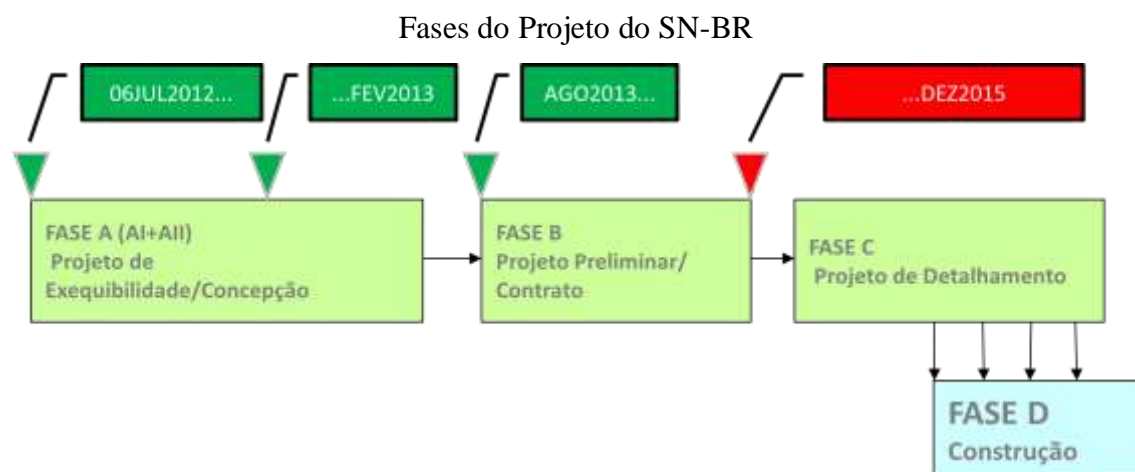 Fases do Projeto do SN-BR
06JUL2012...
...FEV2013
AGO2013...
...DEZ2015
FASE A (AI+AII)
Projeto de
Exequibilidade/Concepção
FASE B
Projeto Preliminar/
Contrato
FASE C
Projeto de Detalhamento
FASE D
Construção